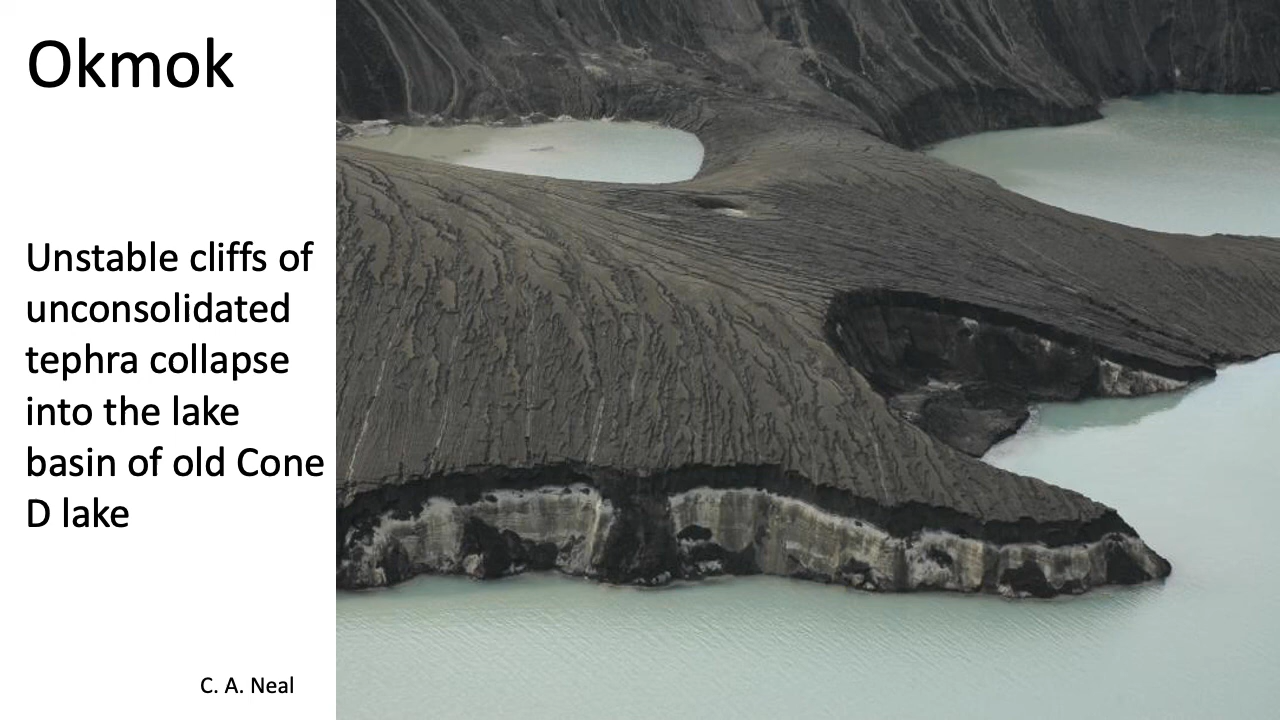 Okmok
Unstable cliffs of
unconsolidated
tephra collapse
into the lake
basin of old Cone
D lake
C. A. Neal